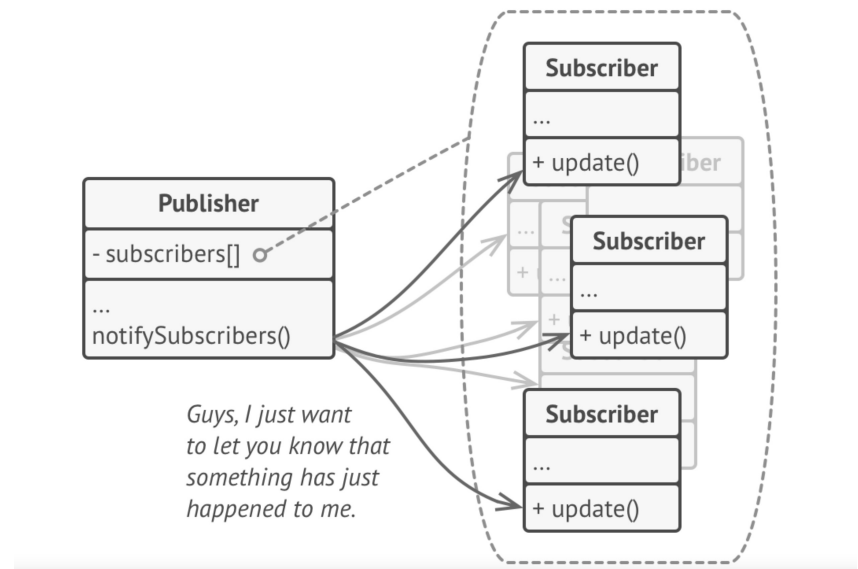 Publisher
- subscribers[]
...
notifySubscribers()
Guys, I just want
to let you know that
something has just
happened to me.
Subscriber
...
+ update()
iber
...
S
+
...
Subscriber
...
+ update()
+
S
Subscriber
...
+ update()